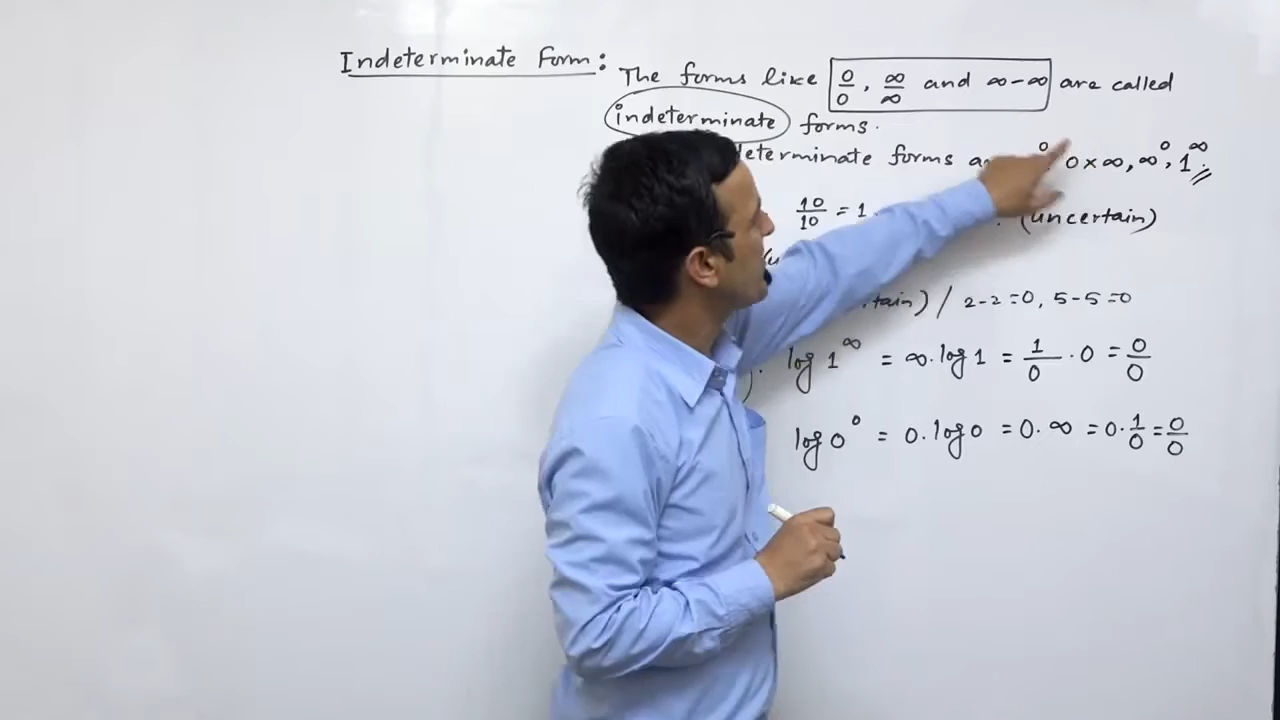 Indeterminate Form:
The forms like 0/0, ∞/∞ and ∞-∞ are called
indeterminate forms.
determinate forms 0 × ∞, ∞⁰, 1^∞.
10/10 = 1. (uncertain)
tain) / 2-2=0, 5-5=0
log 1^∞ = ∞.log 1 = 1/0 . 0 = 0/0
log 0⁰ = 0.log 0 = 0.∞ = 0.1/0 = 0/0